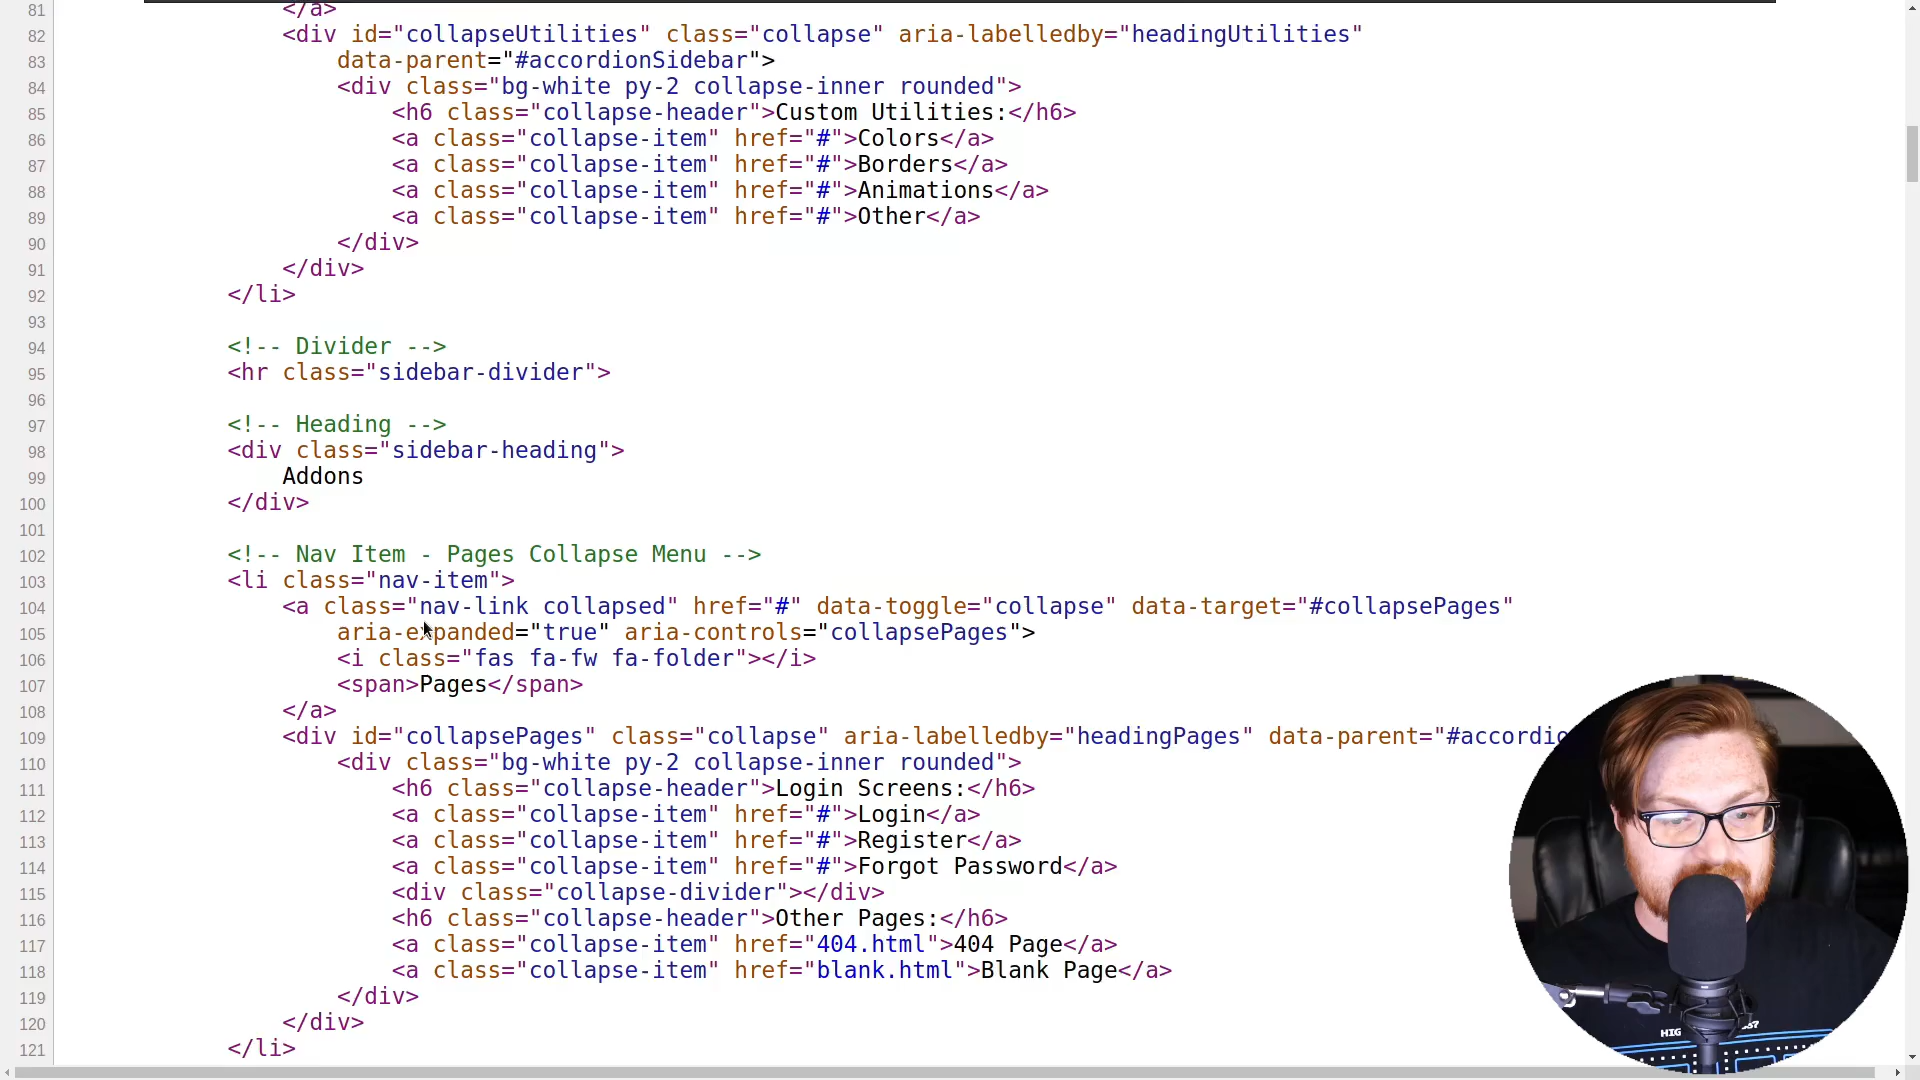 81 </a>
82 <div id="collapseUtilities" class="collapse" aria-labelledby="headingUtilities"
83 data-parent="#accordionSidebar">
84 <div class="bg-white py-2 collapse-inner rounded">
85 <h6 class="collapse-header">Custom Utilities:</h6>
86 <a class="collapse-item" href="#">Colors</a>
87 <a class="collapse-item" href="#">Borders</a>
88 <a class="collapse-item" href="#">Animations</a>
89 <a class="collapse-item" href="#">Other</a>
90 </div>
91 </div>
92 </li>
93
94 <!-- Divider -->
95 <hr class="sidebar-divider">
96
97 <!-- Heading -->
98 <div class="sidebar-heading">
99 Addons
100 </div>
101
102 <!-- Nav Item - Pages Collapse Menu -->
103 <li class="nav-item">
104 <a class="nav-link collapsed" href="#" data-toggle="collapse" data-target="#collapsePages"
105 aria-expanded="true" aria-controls="collapsePages">
106 <i class="fas fa-fw fa-folder"></i>
107 <span>Pages</span>
108 </a>
109 <div id="collapsePages" class="collapse" aria-labelledby="headingPages" data-parent="#accordio
110 <div class="bg-white py-2 collapse-inner rounded">
111 <h6 class="collapse-header">Login Screens:</h6>
112 <a class="collapse-item" href="#">Login</a>
113 <a class="collapse-item" href="#">Register</a>
114 <a class="collapse-item" href="#">Forgot Password</a>
115 <div class="collapse-divider"></div>
116 <h6 class="collapse-header">Other Pages:</h6>
117 <a class="collapse-item" href="404.html">404 Page</a>
118 <a class="collapse-item" href="blank.html">Blank Page</a>
119 </div>
120 </div>
121 </li>